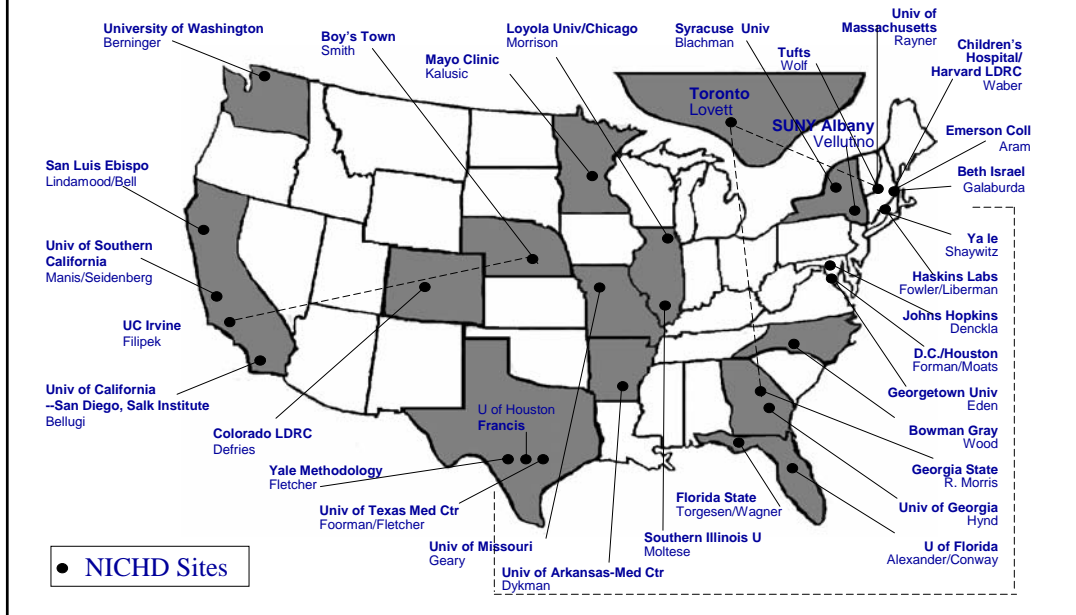 University of Washington
Berninger
Boy's Town
Smith
Loyola Univ/Chicago
Morrison
Mayo Clinic
Kalusic
Syracuse Univ
Blachman
Tufts
Wolf
Univ of
Massachusetts
Rayner
Children's
Hospital/
Harvard LDRC
Waber
Toronto
Lovett
SUNY Albany
Vellutino
Emerson Coll
Aram
Beth Israel
Galaburda
San Luis Ebispo
Lindamood/Bell
Univ of Southern
California
Manis/Seidenberg
UC Irvine
Filipek
Univ of California
--San Diego, Salk Institute
Bellugi
Colorado LDRC
Defries
Yale Methodology
Fletcher
U of Houston
Francis
Univ of Texas Med Ctr
Foorman/Fletcher
Univ of Missouri
Geary
Univ of Arkansas-Med Ctr
Dykman
Southern Illinois U
Moltese
Florida State
Torgesen/Wagner
Ya le
Shaywitz
Haskins Labs
Fowler/Liberman
Johns Hopkins
Denckla
D.C./Houston
Forman/Moats
Georgetown Univ
Eden
Bowman Gray
Wood
Georgia State
R. Morris
Univ of Georgia
Hynd
U of Florida
Alexander/Conway
NICHD Sites